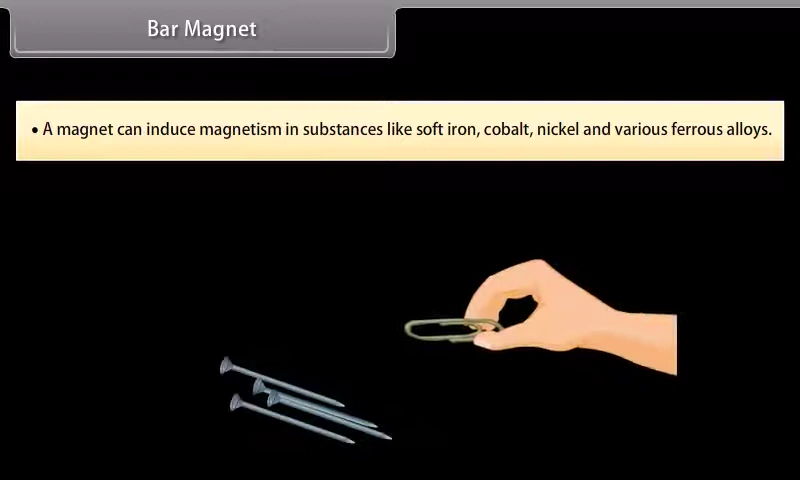 Bar Magnet
• A magnet can induce magnetism in substances like soft iron, cobalt, nickel and various ferrous alloys.